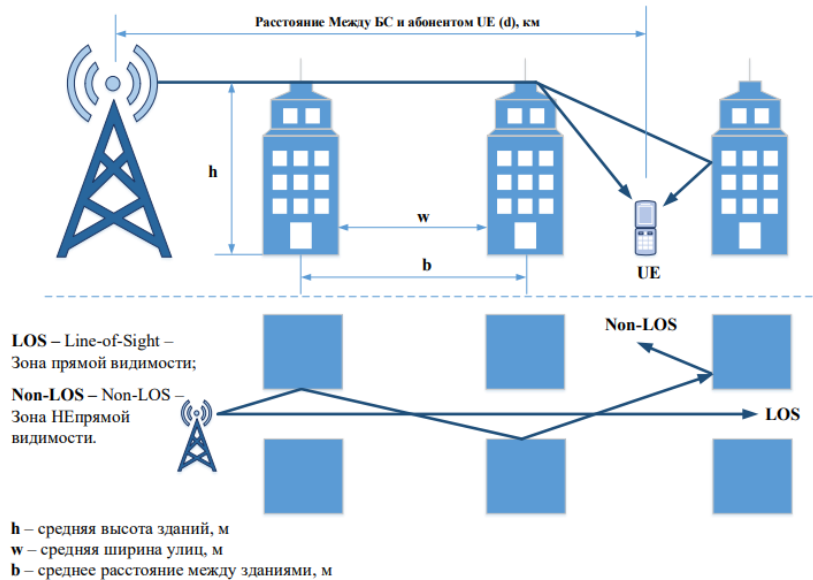 Расстояние Между БС и абонентом UE (d), км
h
w
b
UE
LOS – Line-of-Sight –
Зона прямой видимости;
Non-LOS – Non-LOS –
Зона НЕпрямой
видимости.
Non-LOS
LOS
h – средняя высота зданий, м
w – средняя ширина улиц, м
b – среднее расстояние между зданиями, м